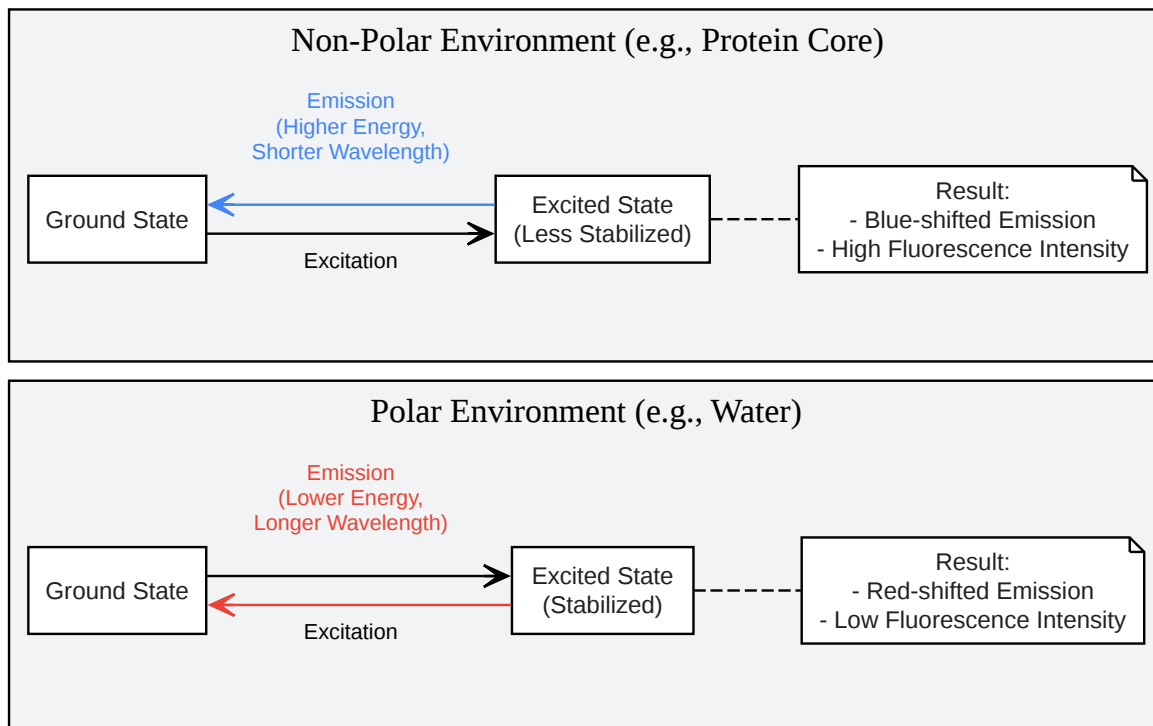 Non-Polar Environment (e.g., Protein Core)
Emission
(Higher Energy,
Shorter Wavelength)
Ground State
Excitation
Excited State
(Less Stabilized)
Result:
- Blue-shifted Emission
- High Fluorescence Intensity
Polar Environment (e.g., Water)
Emission
(Lower Energy,
Longer Wavelength)
Ground State
Excitation
Excited State
(Stabilized)
Result:
- Red-shifted Emission
- Low Fluorescence Intensity